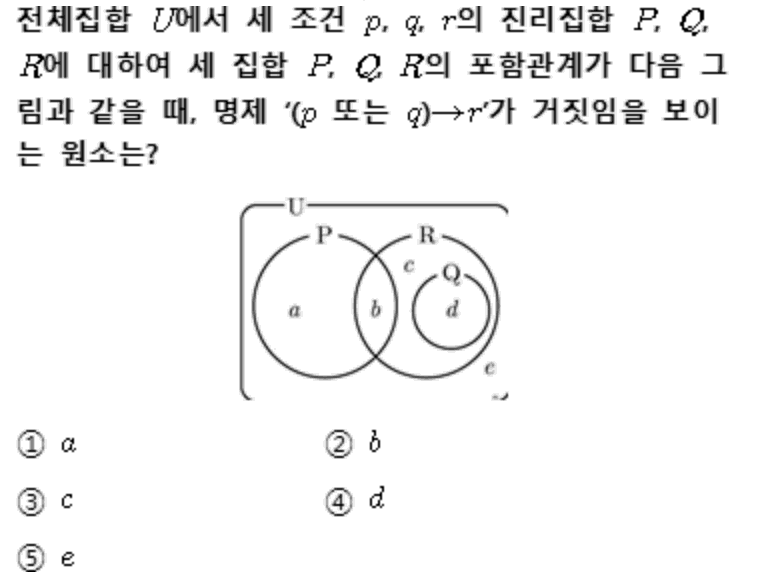 전체집합 U에서 세 조건 p, q, r의 진리집합 P, Q,
R에 대하여 세 집합 P, Q, R의 포함관계가 다음 그
림과 같을 때, 명제 ‘(p 또는 q)→r’가 거짓임을 보이
는 원소는?
U
P R
c Q
a b d
e
① a ② b
③ c ④ d
⑤ e